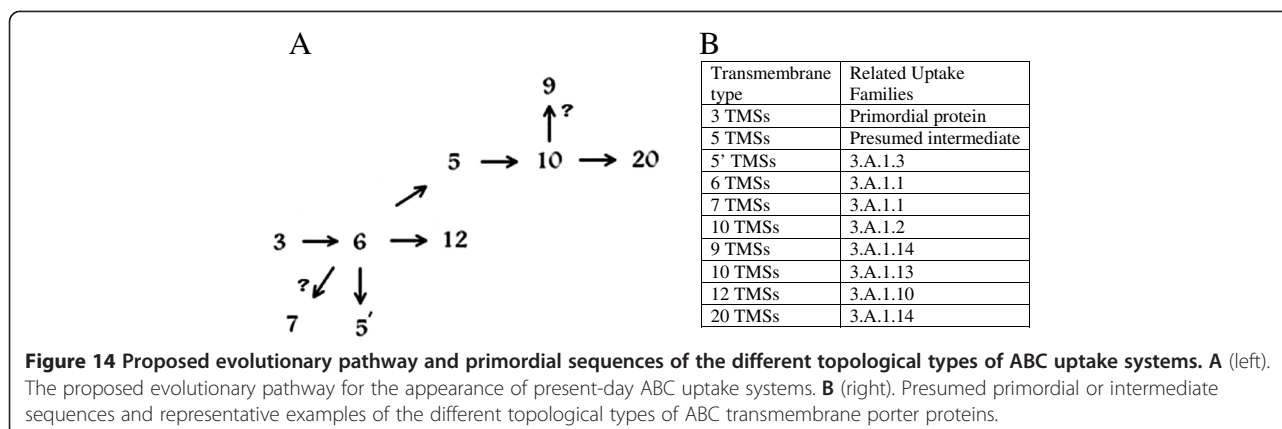 A
9
?
5 → 10 → 20
3 → 6 → 12
?
7 5′
B
Transmembrane type Related Uptake Families
3 TMSs Primordial protein
5 TMSs Presumed intermediate
5’ TMSs 3.A.1.3
6 TMSs 3.A.1.1
7 TMSs 3.A.1.1
10 TMSs 3.A.1.2
9 TMSs 3.A.1.14
10 TMSs 3.A.1.13
12 TMSs 3.A.1.10
20 TMSs 3.A.1.14
Figure 14 Proposed evolutionary pathway and primordial sequences of the different topological types of ABC uptake systems. A (left).
The proposed evolutionary pathway for the appearance of present-day ABC uptake systems. B (right). Presumed primordial or intermediate
sequences and representative examples of the different topological types of ABC transmembrane porter proteins.